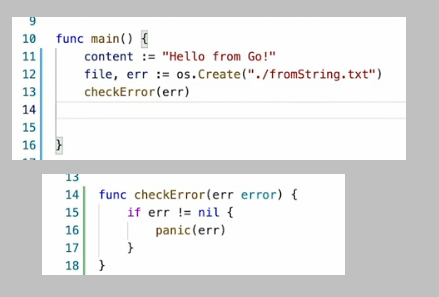 9
10 func main() {
11     content := "Hello from Go!"
12     file, err := os.Create("./fromString.txt")
13     checkError(err)
14
15
16 }
13
14 func checkError(err error) {
15     if err != nil {
16         panic(err)
17     }
18 }